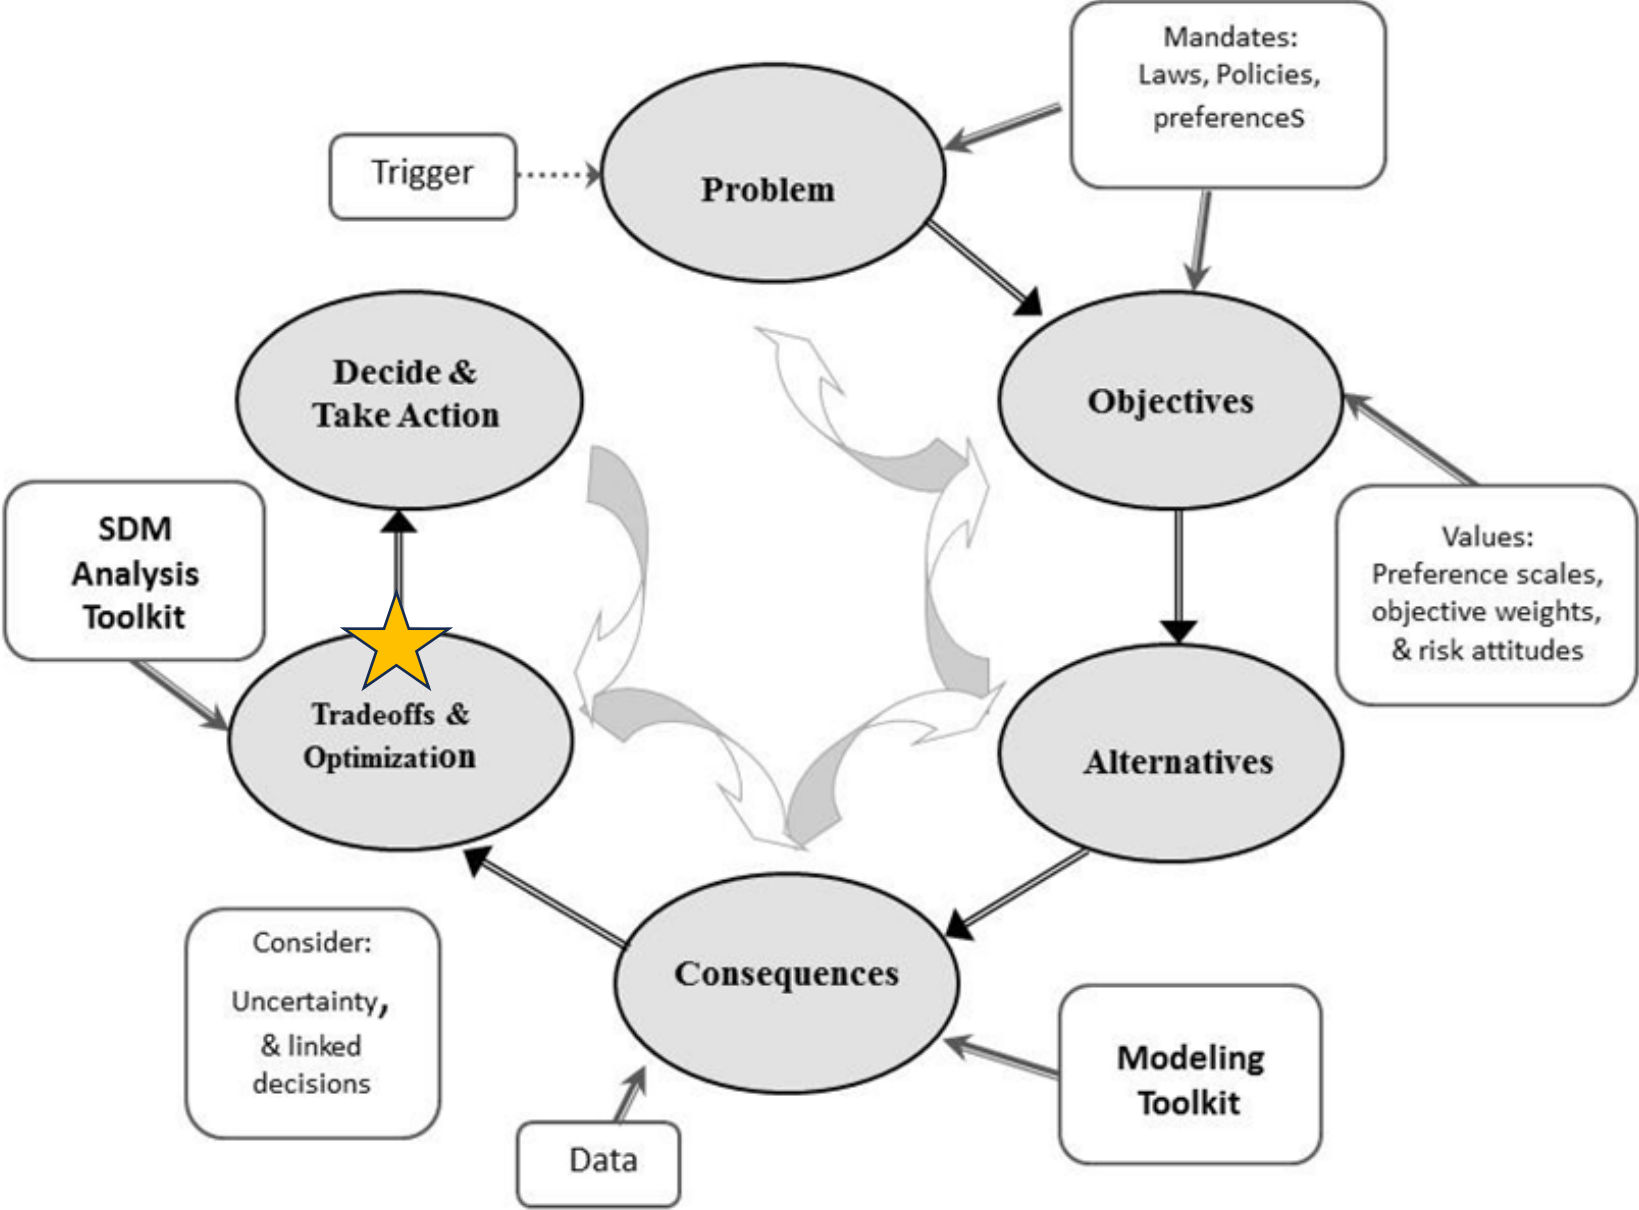 Mandates:
Laws, Policies,
preferences
Trigger
Problem
Decide &
Take Action
Objectives
SDM
Analysis
Toolkit
Values:
Preference scales,
objective weights,
& risk attitudes
Tradeoffs &
Optimization
Alternatives
Consider:
Uncertainty,
& linked
decisions
Consequences
Modeling
Toolkit
Data